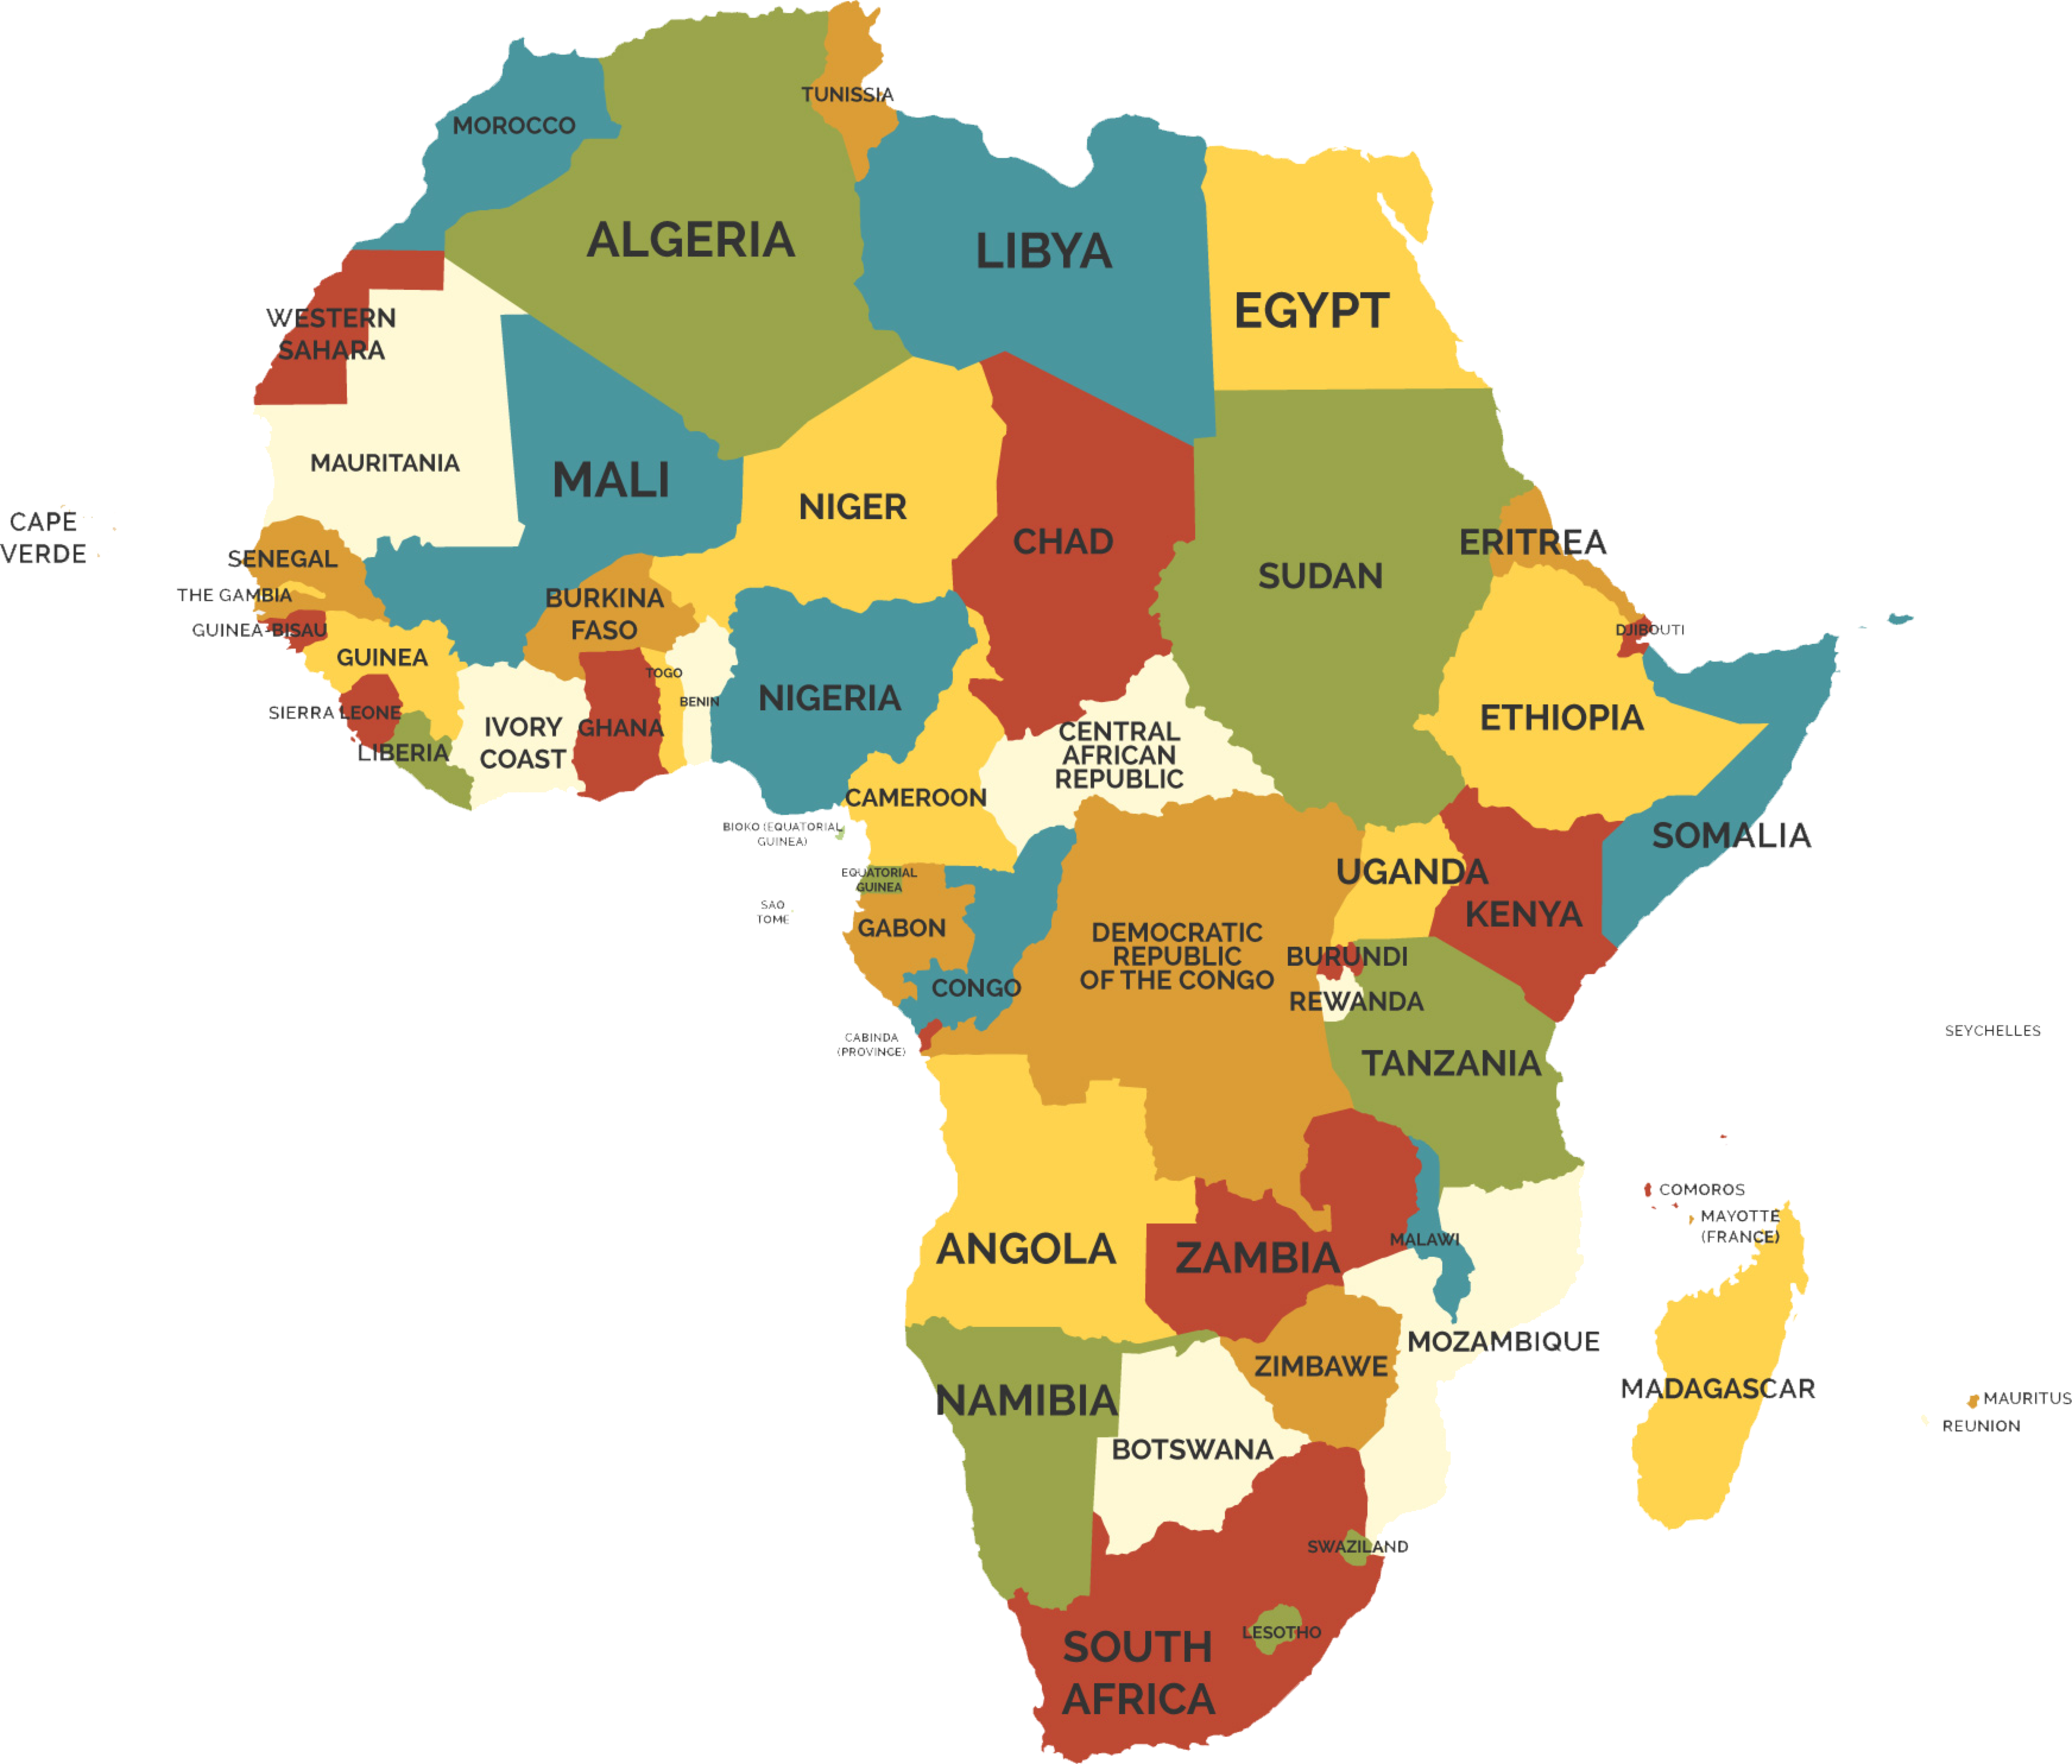 TUNISSIA
MOROCCO
ALGERIA
LIBYA
EGYPT
WESTERN
SAHARA
MAURITANIA
MALI
NIGER
CHAD
SUDAN
ERITREA
CAPE
VERDE
SENEGAL
THE GAMBIA
GUINEA-BISAU
GUINEA
BURKINA
FASO
DJIBOUTI
SIERRA LEONE
LIBERIA
IVORY
COAST
GHANA
TOGO
BENIN
NIGERIA
CENTRAL
AFRICAN
REPUBLIC
ETHIOPIA
CAMEROON
SOMALIA
BIOKO (EQUATORIAL
GUINEA)
EQUATORIAL
GUINEA
SAO
TOME
GABON
CONGO
DEMOCRATIC
REPUBLIC
OF THE CONGO
UGANDA
KENYA
BURUNDI
REWANDA
CABINDA
(PROVINCE)
TANZANIA
SEYCHELLES
COMOROS
MAYOTTE
(FRANCE)
ANGOLA
ZAMBIA
MALAWI
MOZAMBIQUE
ZIMBAWE
NAMIBIA
BOTSWANA
MADAGASCAR
MAURITUS
REUNION
SWAZILAND
LESOTHO
SOUTH
AFRICA